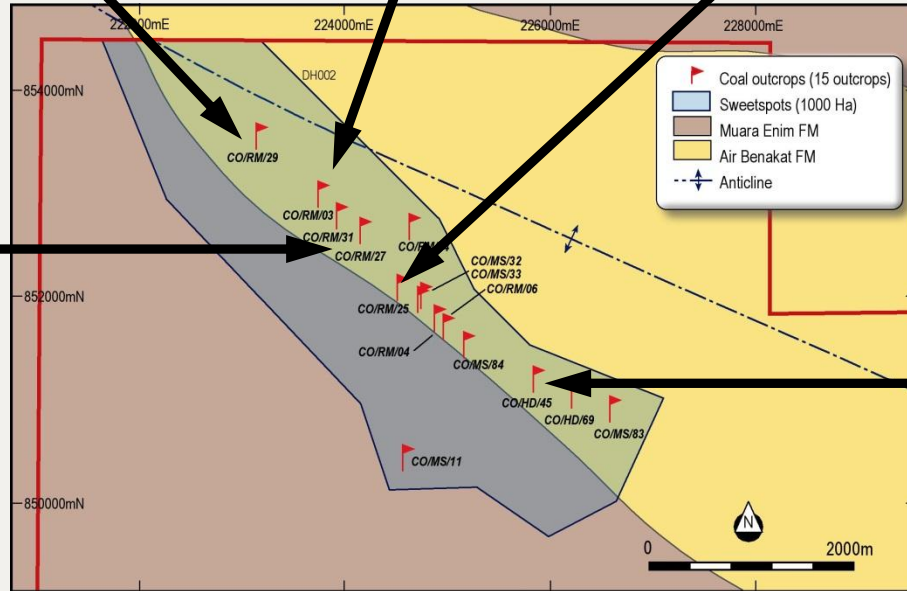 224000mE
226000mE
228000mE
854000mN
DH002
Coal outcrops (15 outcrops)
Sweetspots (1000 Ha)
Muara Enim FM
Air Benakat FM
Anticline
CO/RM/29
CO/RM/03
CO/RM/31
CO/RM/27
CO/MS/32
CO/MS/33
CO/RM/06
852000mN
CO/RM/25
CO/RM/04
CO/MS/84
CO/HD/45
CO/HD/69
CO/MS/83
CO/MS/11
850000mN
N
0
2000m